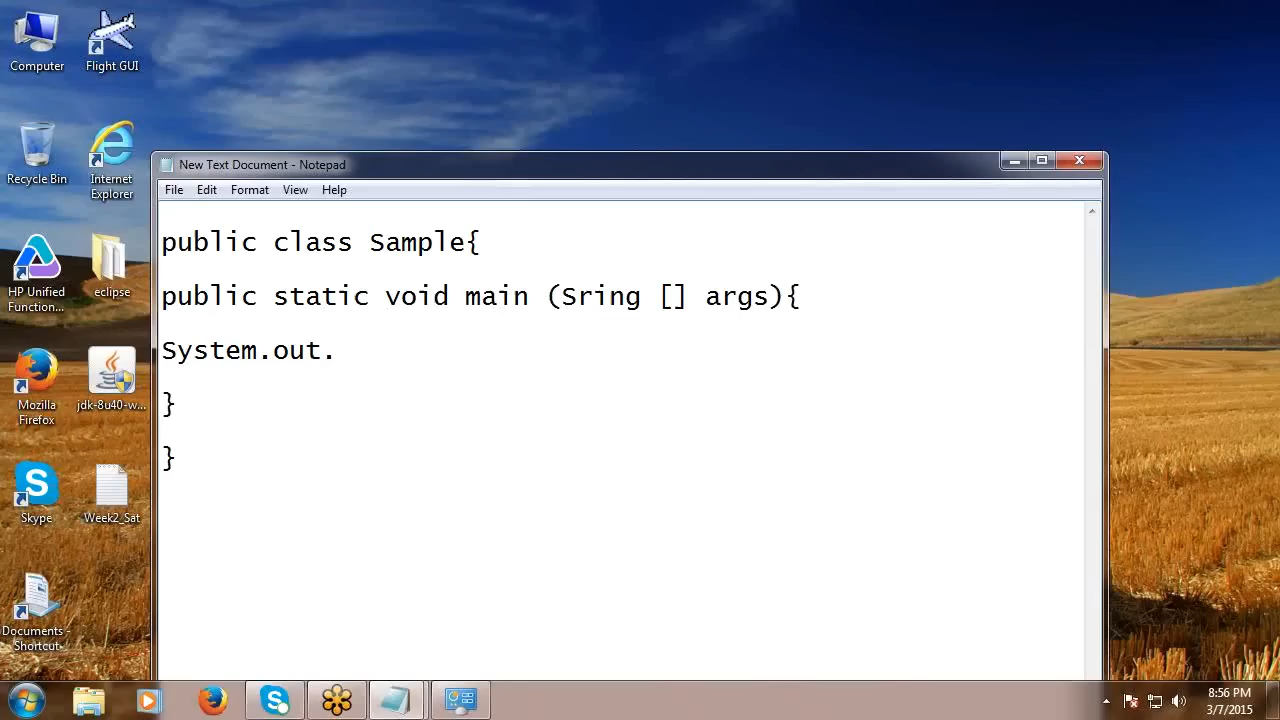 Computer
Flight GUI
Recycle Bin
Internet
Explorer
HP Unified
Function...
eclipse
Mozilla
Firefox
jdk-8u40-w...
Skype
Week2_Sat
Documents -
Shortcut
New Text Document - Notepad
File Edit Format View Help
public class Sample{
public static void main (Sring [] args){
System.out.
}
}
8:56 PM
3/7/2015